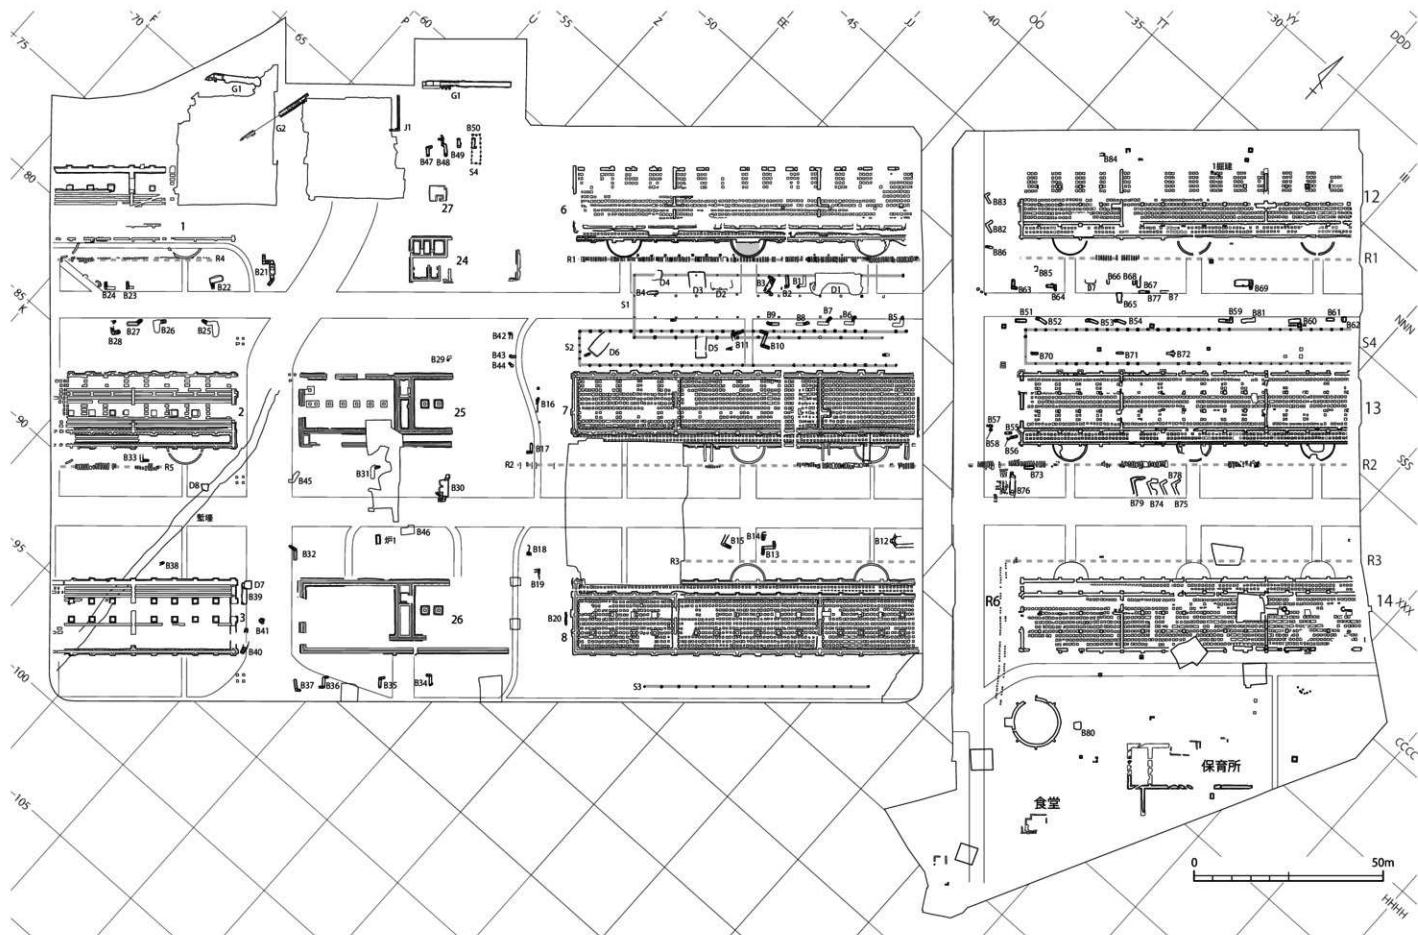 75
70
F
65
P
60
U
55
Z
50
EE
45
JJ
40
OO
35
TT
30
YY
DDD
G1
G2
J1
G1
B47
B48
B49
B50
S4
B84
1掘建
80
27
6
B83
12
III
1
B82
24
R4
B21
R1
B86
R1
85
K
B24
B23
B22
D4
B4
D3
D2
B3
B2
B1
D1
B85
B63
B64
D?
B66
B68
B67
B65
B77
B?
B69
S1
B28
B27
B26
B25
B9
B8
B7
B6
B5
B51
B52
B53
B54
B59
B81
B60
B61
B62
NNN
B42
B43
B44
B29
S2
D6
D5
B11
B10
B70
B71
B72
S4
90
2
25
B16
7
13
B57
B58
B55
B56
B33
R5
B17
R2
R2
SSS
D8
B45
B31
B30
B73
B76
B79
B74
B78
B75
塹壕
95
B32
炉1
B46
B18
B19
B15
B14
B13
B12
R3
R3
B38
D7
B39
3
B41
B40
26
B20
8
R6
14
XXX
100
B37
B36
B35
B34
S3
B80
105
保育所
食堂
CCCC
0
50m
HHHH